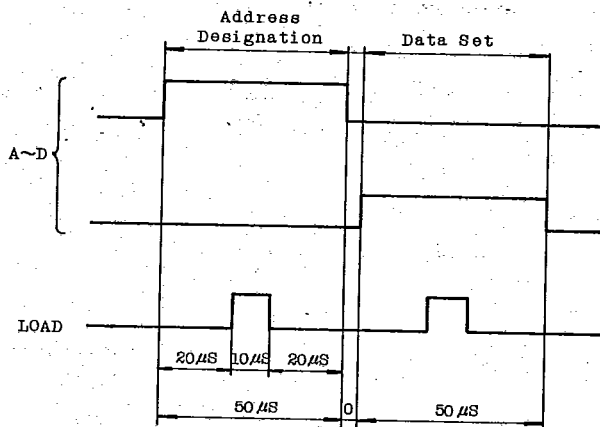 Address
Designation
Data Set
A~D
LOAD
20μS 10μS 20μS
50μS 0 50μS